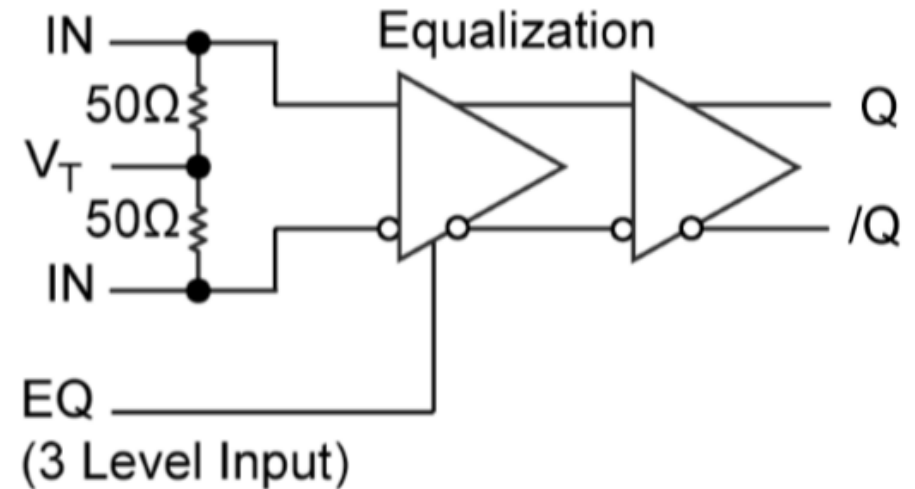 IN
Equalization
50Ω
Q
VT
50Ω
/Q
IN
EQ
(3 Level Input)